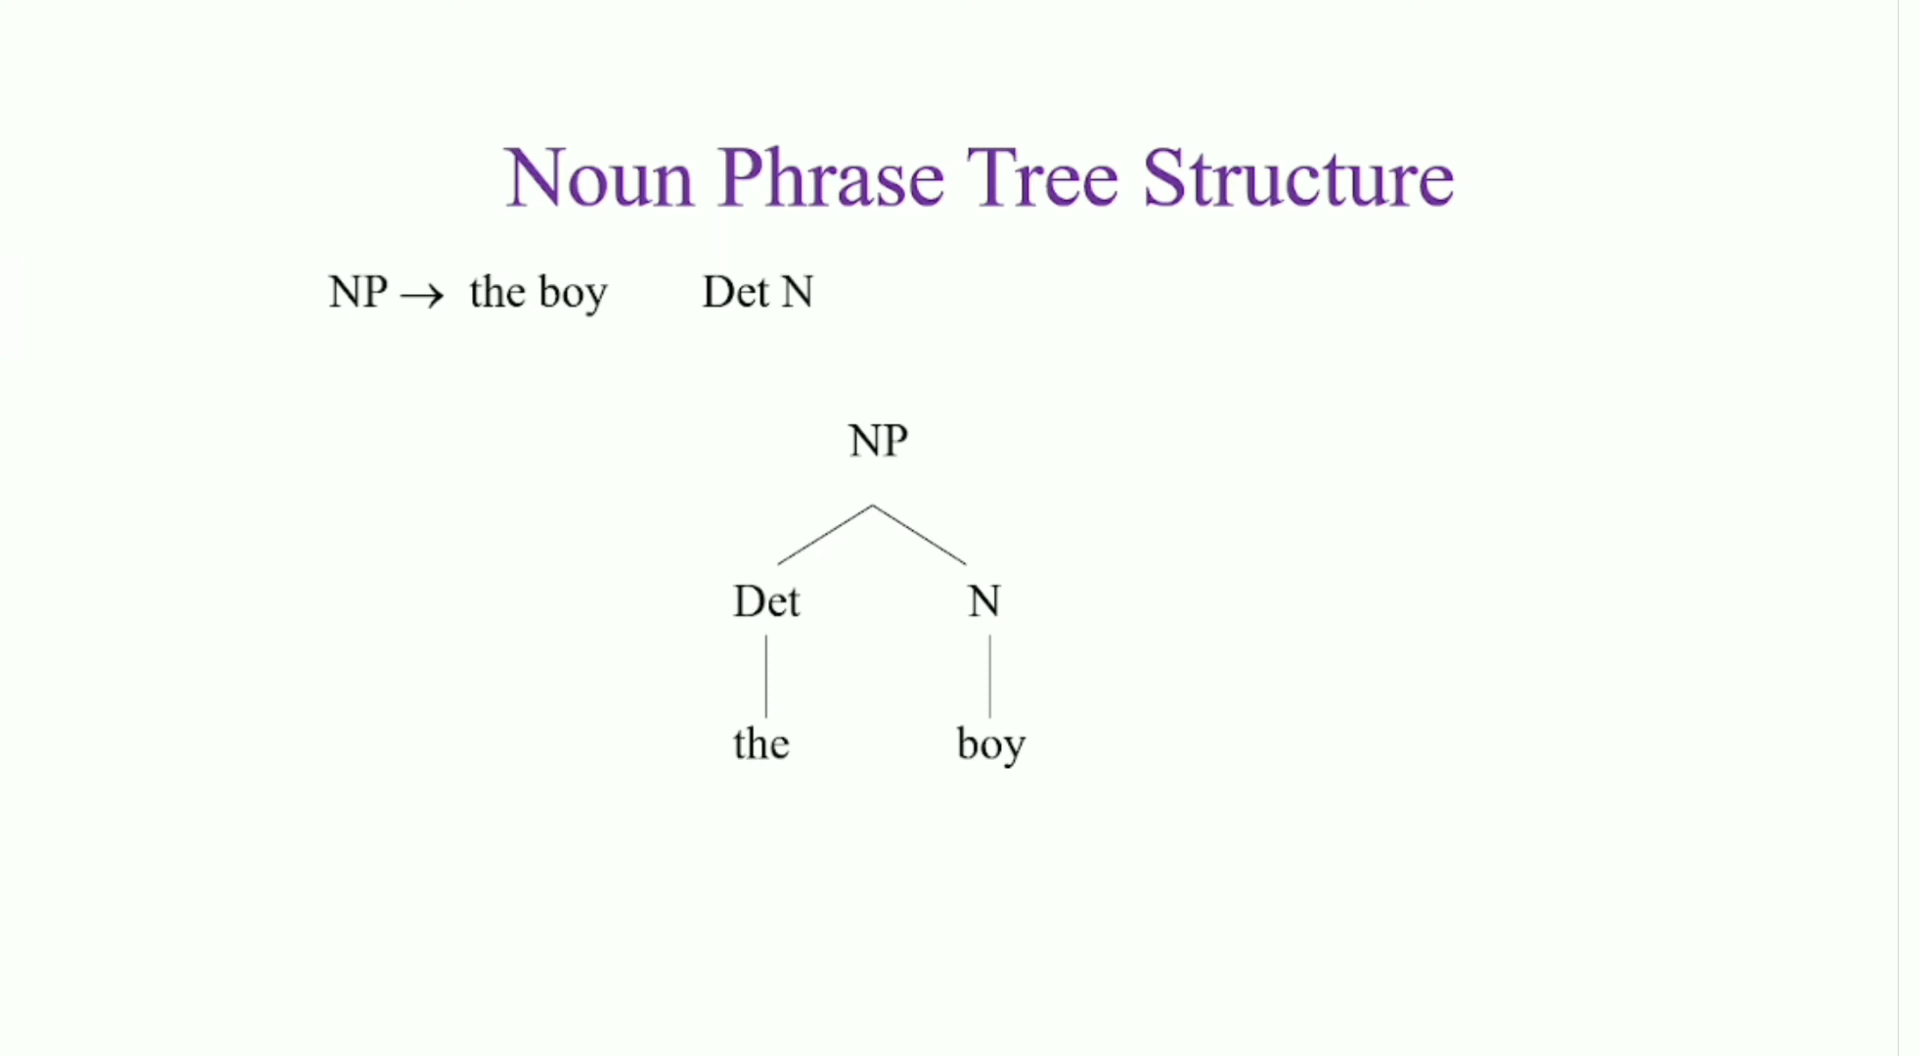 Noun Phrase Tree Structure
NP → the boy Det N
NP
Det N
the boy